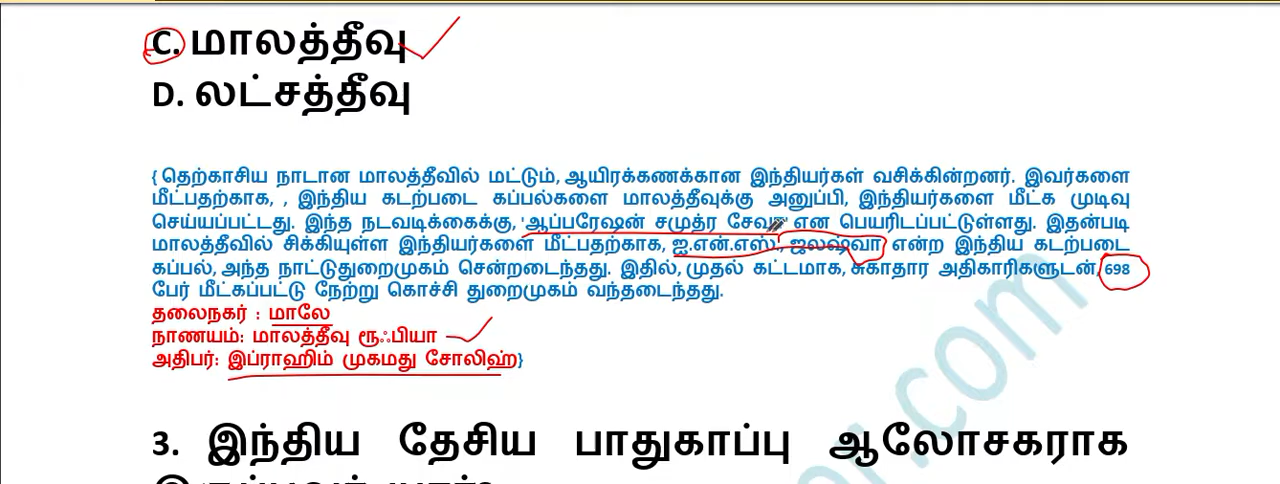 C. மாலத்தீவு
D. லட்சத்தீவு
{ தெற்காசிய நாடான மாலத்தீவில் மட்டும், ஆயிரக்கணக்கான இந்தியர்கள் வசிக்கின்றனர். இவர்களை
மீட்பதற்காக, , இந்திய கடற்படை கப்பல்களை மாலத்தீவுக்கு அனுப்பி, இந்தியர்களை மீட்க முடிவு
செய்யப்பட்டது. இந்த நடவடிக்கைக்கு, 'ஆப்பரேஷன் சமுத்ர சேவா' என பெயரிடப்பட்டுள்ளது. இதன்படி
மாலத்தீவில் சிக்கியுள்ள இந்தியர்களை மீட்பதற்காக, ஐ.என்.எஸ்., ஜலஷ்வா என்ற இந்திய கடற்படை
கப்பல், அந்த நாட்டுதுறைமுகம் சென்றடைந்தது. இதில், முதல் கட்டமாக, சுகாதார அதிகாரிகளுடன், 698
பேர் மீட்கப்பட்டு நேற்று கொச்சி துறைமுகம் வந்தடைந்தது.
தலைநகர் : மாலே
நாணயம்: மாலத்தீவு ரூஃபியா
அதிபர்: இப்ராஹிம் முகமது சோலிஹ்}
3. இந்திய தேசிய பாதுகாப்பு ஆலோசகராக